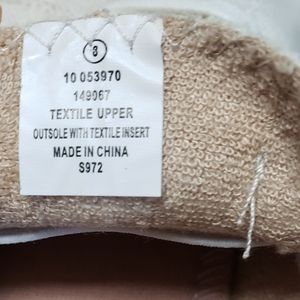 8
10 053970
149067
TEXTILE UPPER
OUTSOLE WITH TEXTILE INSERT
MADE IN CHINA
S972